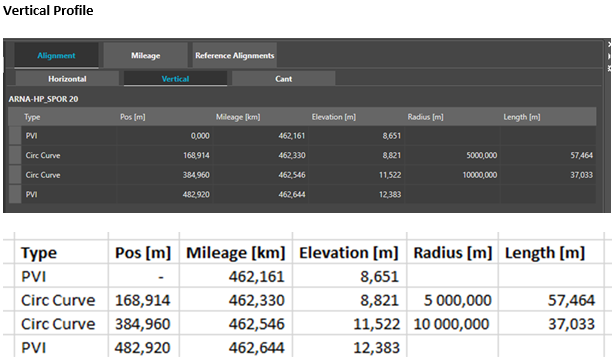 Vertical Profile
Alignment Mileage Reference Alignments
Horizontal Vertical Cant
ARNA-HP_SPOR 20
Type Pos [m] Mileage [km] Elevation [m] Radius [m] Length [m]
PVI 0,000 462,161 8,651
Circ Curve 168,914 462,330 8,821 5000,000 57,464
Circ Curve 384,960 462,546 11,522 10000,000 37,033
PVI 482,920 462,644 12,383
Type Pos [m] Mileage [km] Elevation [m] Radius [m] Length [m]
PVI - 462,161 8,651
Circ Curve 168,914 462,330 8,821 5 000,000 57,464
Circ Curve 384,960 462,546 11,522 10 000,000 37,033
PVI 482,920 462,644 12,383